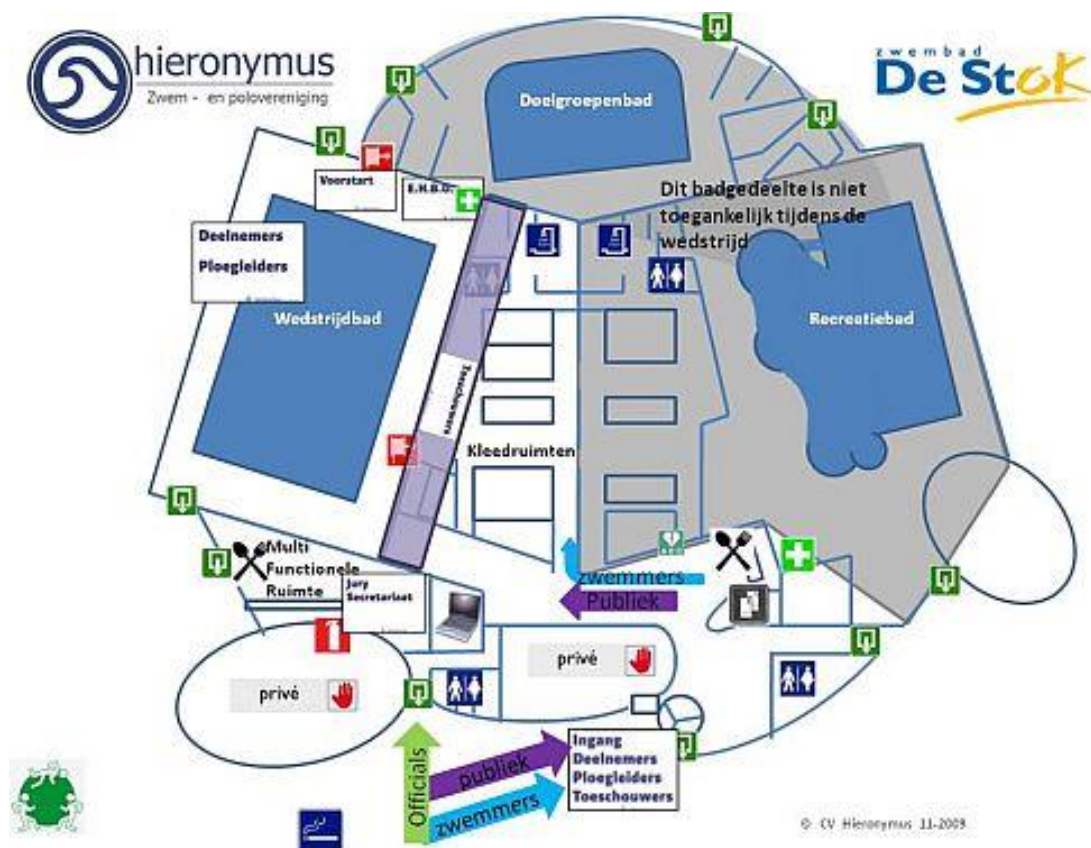 hieronymus
Zwem - en polovereniging
zwembad
De Stok
Doelgroepenbad
Voorstart
E.H.B.O.
Dit badgedeelte is niet
toegankelijk tijdens de
wedstrijd
Deelnemers
Ploegleiders
Wedstrijdbad
Recreatiebad
Toeschouwers
Kleedruimten
Multi
Functionele
Ruimte
Jury
Secretariaat
zwemmers
Publiek
privé
privé
Officials
publiek
zwemmers
Ingang
Deelnemers
Ploegleiders
Toeschouwers
© CV Hieronymus 11-2009